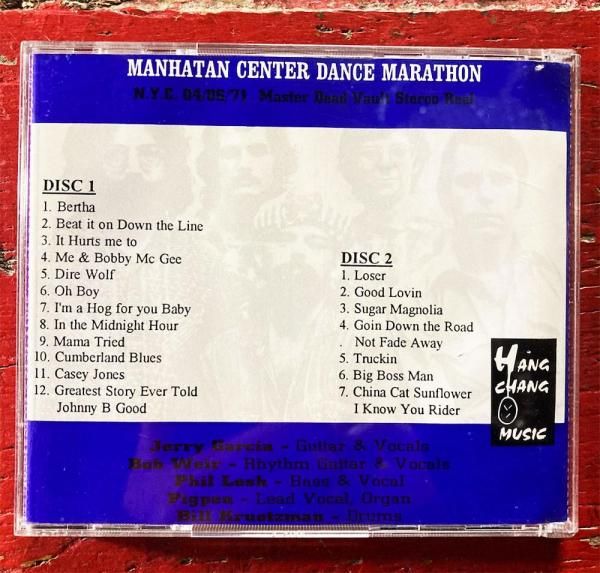 MANHATAN CENTER DANCE MARATHON
N.Y.C. 04/06/71 Master Dead Vault Stereo Reel
DISC 1
1. Bertha
2. Beat it on Down the Line
3. It Hurts me to
4. Me & Bobby Mc Gee
5. Dire Wolf
6. Oh Boy
7. I'm a Hog for you Baby
8. In the Midnight Hour
9. Mama Tried
10. Cumberland Blues
11. Casey Jones
12. Greatest Story Ever Told
Johnny B Good
DISC 2
1. Loser
2. Good Lovin
3. Sugar Magnolia
4. Goin Down the Road
. Not Fade Away
5. Truckin
6. Big Boss Man
7. China Cat Sunflower
I Know You Rider
HANG
CHANG
MUSIC
Jerry Garcia - Guitar & Vocals
Bob Weir - Rhythm Guitar & Vocals
Phil Lesh - Bass & Vocal
Pigpen - Lead Vocal, Organ
Bill Kruetzman - Drums